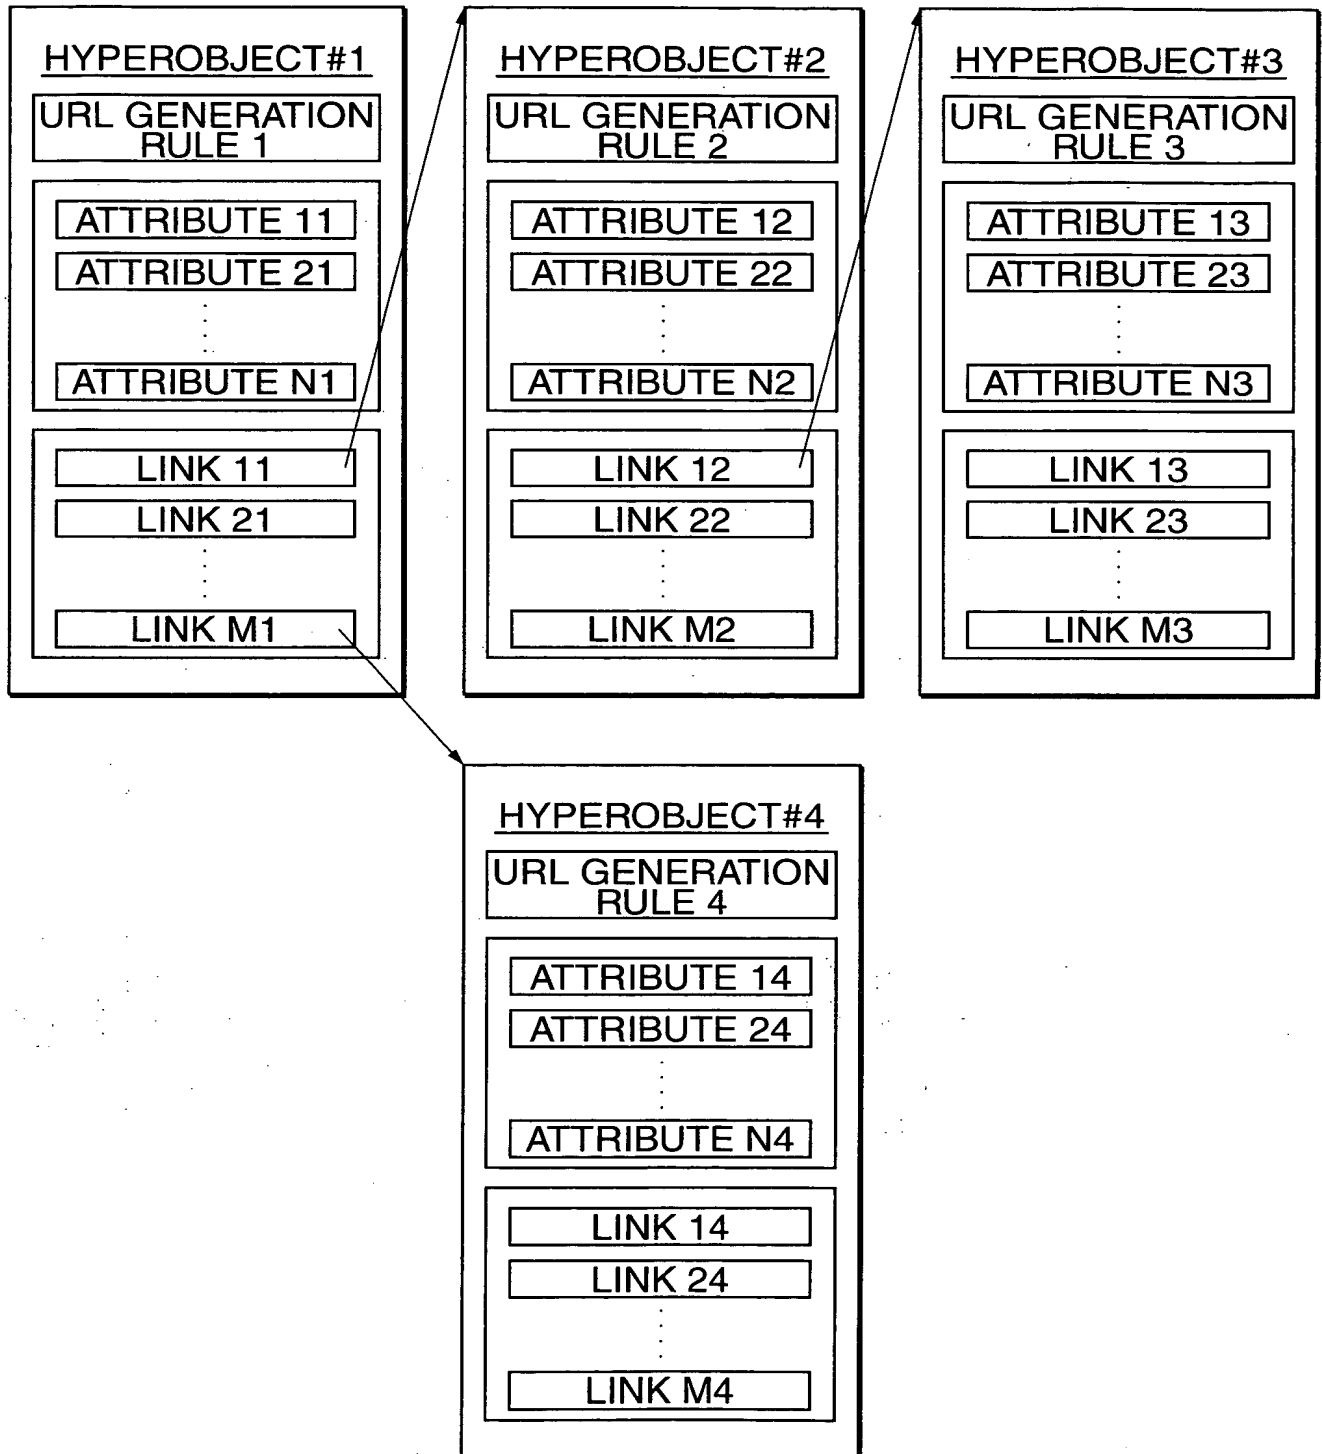 HYPEROBJECT#1
URL GENERATION
RULE 1
ATTRIBUTE 11
ATTRIBUTE 21
ATTRIBUTE N1
LINK 11
LINK 21
LINK M1
HYPEROBJECT#2
URL GENERATION
RULE 2
ATTRIBUTE 12
ATTRIBUTE 22
ATTRIBUTE N2
LINK 12
LINK 22
LINK M2
HYPEROBJECT#3
URL GENERATION
RULE 3
ATTRIBUTE 13
ATTRIBUTE 23
ATTRIBUTE N3
LINK 13
LINK 23
LINK M3
HYPEROBJECT#4
URL GENERATION
RULE 4
ATTRIBUTE 14
ATTRIBUTE 24
ATTRIBUTE N4
LINK 14
LINK 24
LINK M4